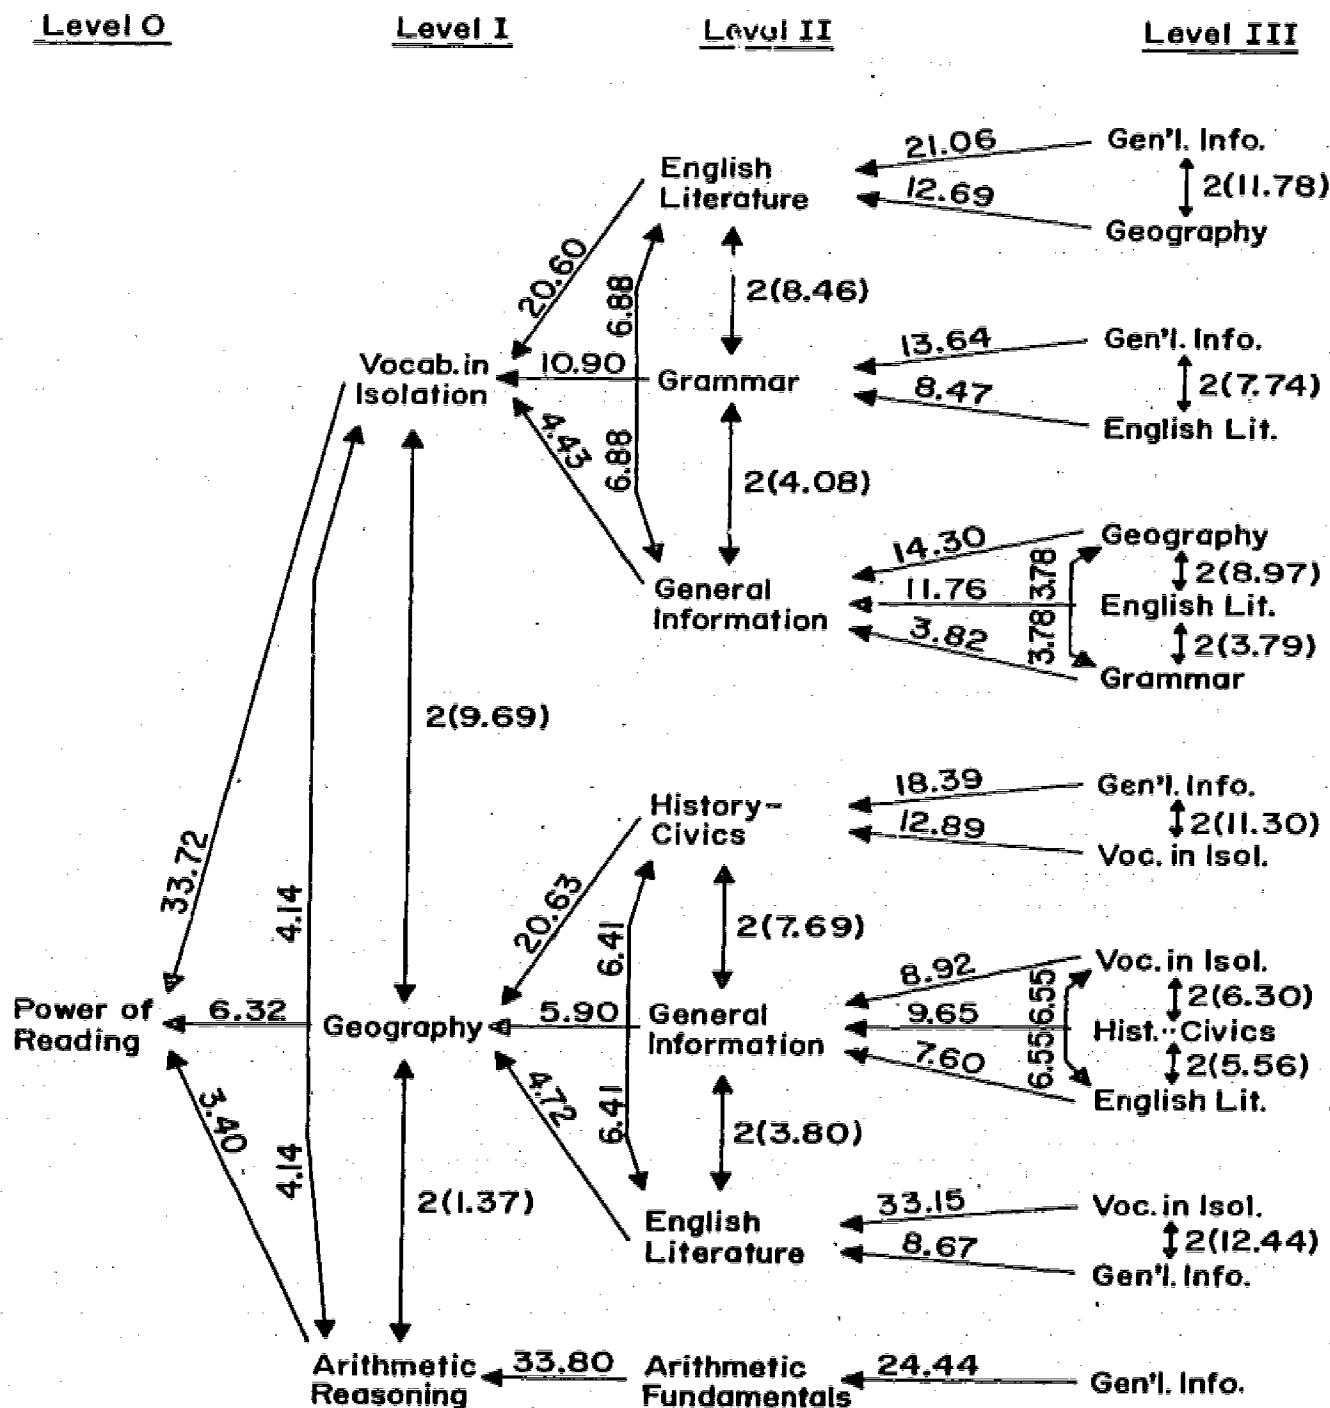 Level O Level I Level II Level III
21.06 Gen'l. Info.
English
Literature
2(11.78)
12.69
Geography
20.60
6.88
2(8.46)
13.64 Gen'l. Info.
Vocab. in
Isolation
10.90
Grammar
2(7.74)
8.47
English Lit.
4.43
6.88
2(4.08)
14.30 Geography
3.78
2(8.97)
General
Information
11.76
English Lit.
3.78
2(3.79)
3.82
Grammar
2(9.69)
18.39 Gen'l. Info.
History-
Civics
2(11.30)
12.89
Voc. in Isol.
33.72
4.14
20.63
6.41
2(7.69)
8.92 Voc. in Isol.
6.55
2(6.30)
Power of
Reading
6.32
Geography
5.90
General
Information
9.65
Hist.-Civics
6.55
2(5.56)
7.60
English Lit.
3.40
4.14
4.72
6.41
2(3.80)
2(1.37)
33.15 Voc. in Isol.
English
Literature
2(12.44)
8.67
Gen'l. Info.
Arithmetic
Reasoning
33.80
Arithmetic
Fundamentals
24.44
Gen'l. Info.